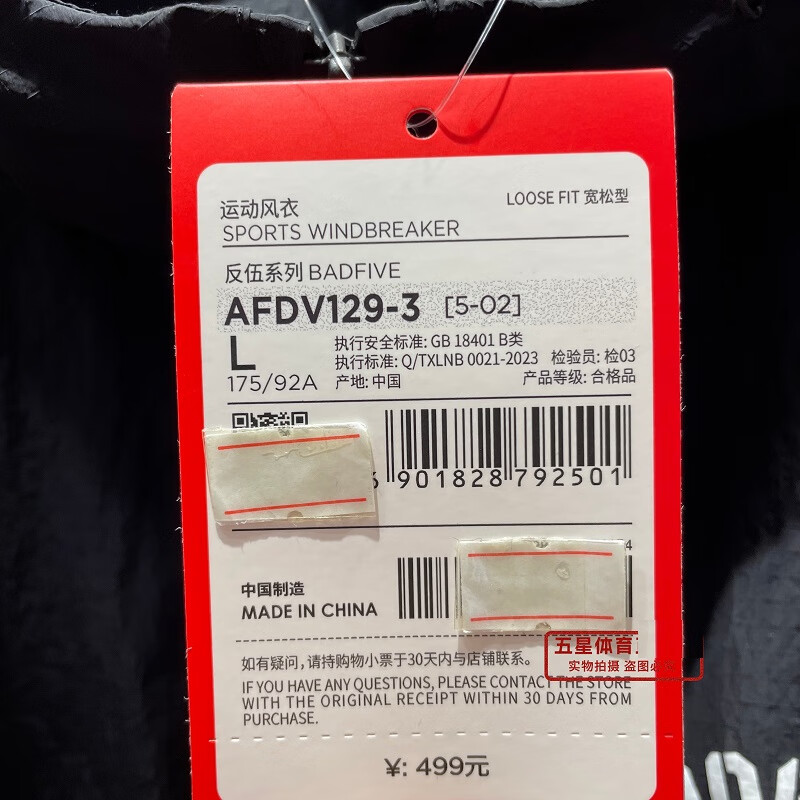 运动风衣
LOOSE FIT 宽松型
SPORTS WINDBREAKER
反伍系列 BADFIVE
AFDV129-3 [5-02]
L
175/92A
执行安全标准: GB 18401 B类
执行标准: Q/TXLNB 0021-2023 检验员: 检03
产地: 中国 产品等级: 合格品
6 901828 792501
4
中国制造
MADE IN CHINA
五星体育
实物拍摄 盗图必
如有疑问,请持购物小票于30天内与店铺联系。
IF YOU HAVE ANY QUESTIONS, PLEASE CONTACT THE STORE
WITH THE ORIGINAL RECEIPT WITHIN 30 DAYS FROM
PURCHASE.
¥: 499元